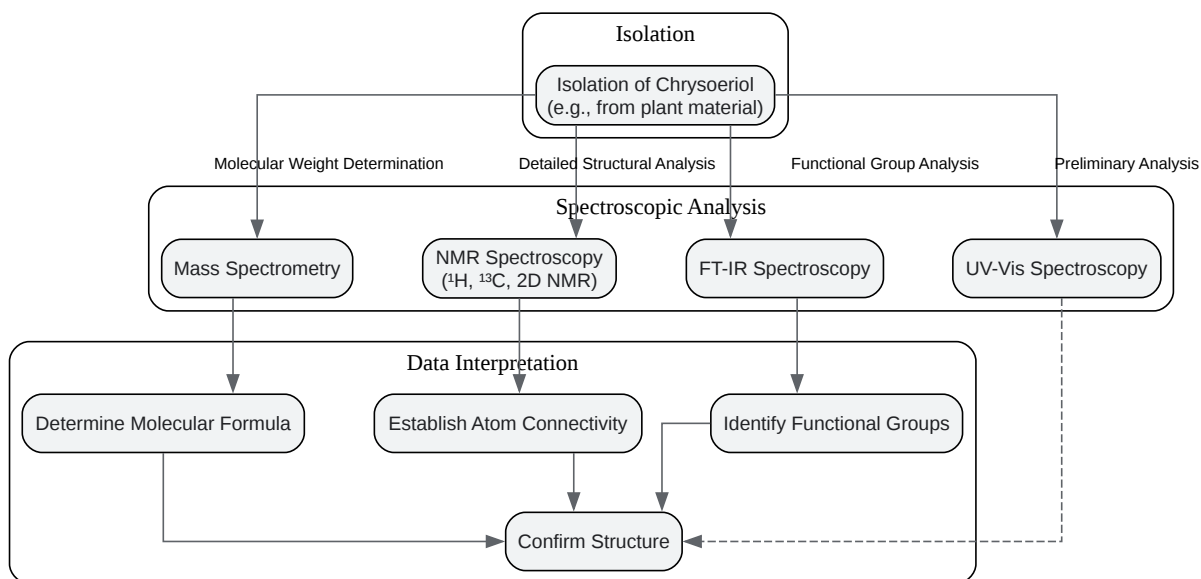 Isolation
Isolation of Chrysoeriol
(e.g., from plant material)
Molecular Weight Determination
Detailed Structural Analysis
Functional Group Analysis
Preliminary Analysis
Spectroscopic Analysis
Mass Spectrometry
NMR Spectroscopy
(¹H, ¹³C, 2D NMR)
FT-IR Spectroscopy
UV-Vis Spectroscopy
Data Interpretation
Determine Molecular Formula
Establish Atom Connectivity
Identify Functional Groups
Confirm Structure